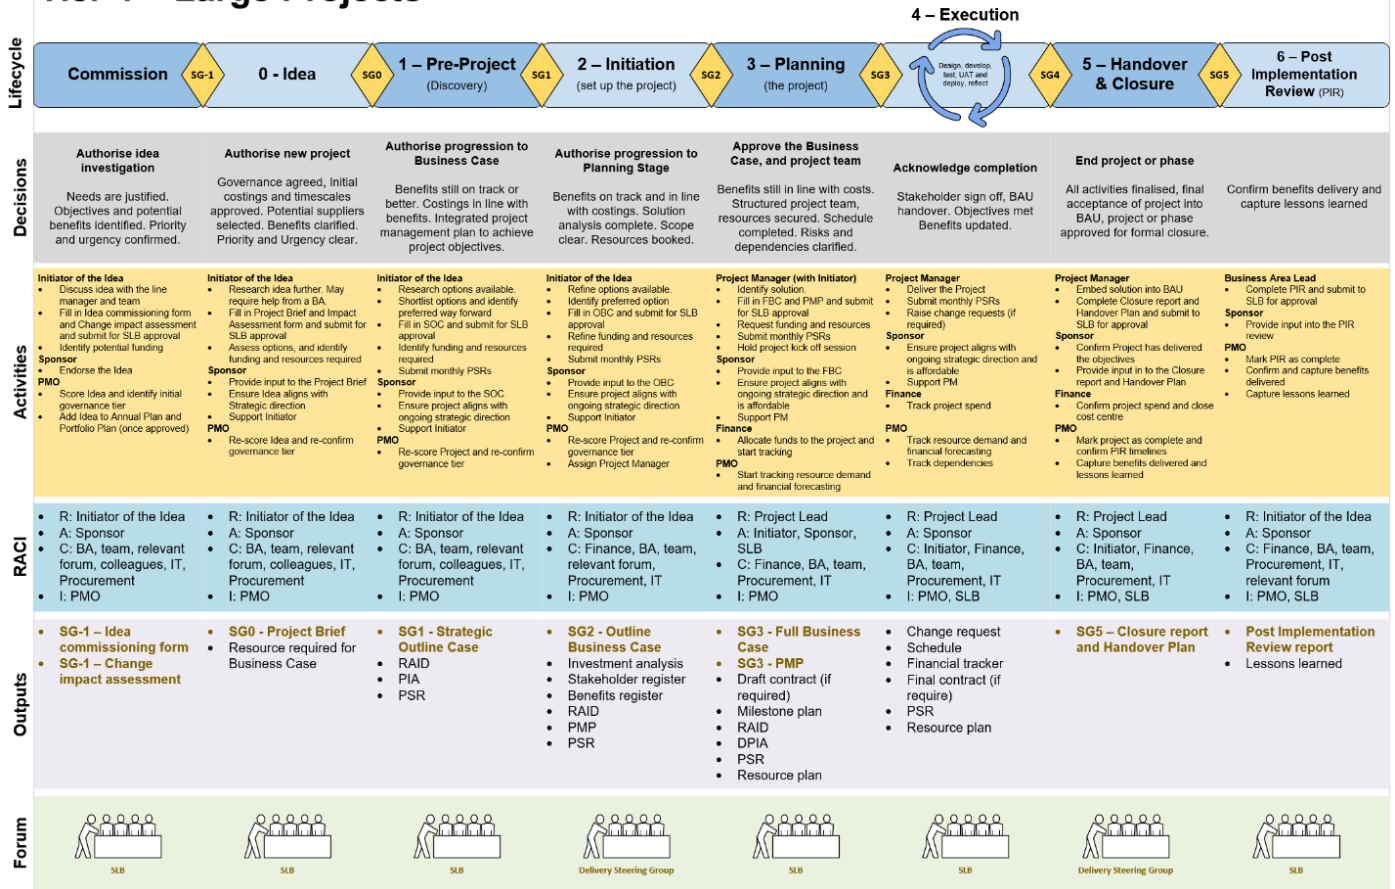 4 – Execution
Lifecycle
Commission
SG-1
0 - Idea
SG0
1 – Pre-Project
(Discovery)
SG1
2 – Initiation
(set up the project)
SG2
3 – Planning
(the project)
SG3
Design, develop,
test, UAT and
deploy, reflect
SG4
5 – Handover
& Closure
SG5
6 – Post
Implementation
Review (PIR)
Decisions
Authorise idea
investigation
Needs are justified.
Objectives and potential
benefits identified. Priority
and urgency confirmed.
Authorise new project
Governance agreed, Initial
costings and timescales
approved. Potential suppliers
selected. Benefits clarified.
Priority and Urgency clear.
Authorise progression to
Business Case
Benefits still on track or
better. Costings in line with
benefits. Integrated project
management plan to achieve
project objectives.
Authorise progression to
Planning Stage
Benefits on track and in line
with costings. Solution
analysis complete. Scope
clear. Resources booked.
Approve the Business
Case, and project team
Benefits still in line with costs.
Structured project team,
resources secured. Schedule
completed. Risks and
dependencies clarified.
Acknowledge completion
Stakeholder sign off, BAU
handover. Objectives met
Benefits updated.
End project or phase
All activities finalised, final
acceptance of project into
BAU, project or phase
approved for formal closure.
Confirm benefits delivery and
capture lessons learned
Activities
Initiator of the Idea
• Discuss idea with the line
manager and team
• Fill in Idea commissioning form
and Change impact assessment
and submit for SLB approval
• Identify potential funding
Sponsor
• Endorse the Idea
PMO
• Score Idea and identify initial
governance tier
• Add Idea to Annual Plan and
Portfolio Plan (once approved)
Initiator of the Idea
• Research idea further. May
require help from a BA.
• Fill in Project Brief and Impact
Assessment form and submit for
SLB approval
• Assess options, and identify
funding and resources required
Sponsor
• Provide input to the Project Brief
• Ensure Idea aligns with
Strategic direction
• Support Initiator
PMO
• Re-score Idea and re-confirm
governance tier
Initiator of the Idea
• Research options available.
• Shortlist options and identify
preferred way forward
• Fill in SOC and submit for SLB
approval
• Identify funding and resources
required
• Submit monthly PSRs
Sponsor
• Provide input to the SOC
• Ensure project aligns with
ongoing strategic direction
• Support Initiator
PMO
• Re-score Project and re-confirm
governance tier
Initiator of the Idea
• Refine options available.
• Identify preferred option
• Fill in OBC and submit for SLB
approval
• Refine funding and resources
required
• Submit monthly PSRs
Sponsor
• Provide input to the OBC
• Ensure project aligns with
ongoing strategic direction
• Support Initiator
PMO
• Re-score Project and re-confirm
governance tier
• Assign Project Manager
Project Manager (with Initiator)
• Identify solution.
• Fill in FBC and PMP and submit
for SLB approval
• Request funding and resources
• Submit monthly PSRs
• Hold project kick off session
Sponsor
• Provide input to the FBC
• Ensure project aligns with
ongoing strategic direction and
is affordable
• Support PM
Finance
• Allocate funds to the project and
start tracking
PMO
• Start tracking resource demand
and financial forecasting
Project Manager
• Deliver the Project
• Submit monthly PSRs
• Raise change requests (if
required)
Sponsor
• Ensure project aligns with
ongoing strategic direction and
is affordable
• Support PM
Finance
• Track project spend
PMO
• Track resource demand and
financial forecasting
• Track dependencies
Project Manager
• Embed solution into BAU
• Complete Closure report and
Handover Plan and submit to
SLB for approval
Sponsor
• Confirm Project has delivered
the objectives
• Provide input in to the Closure
report and Handover Plan
Finance
• Confirm project spend and close
cost centre
PMO
• Mark project as complete and
confirm PIR timelines
• Capture benefits delivered and
lessons learned
Business Area Lead
• Complete PIR and submit to
SLB for approval
Sponsor
• Provide input into the PIR
review
PMO
• Mark PIR as complete
• Confirm and capture benefits
delivered
• Capture lessons learned
RACI
• R: Initiator of the Idea
• A: Sponsor
• C: BA, team, relevant
forum, colleagues, IT,
Procurement
• I: PMO
• R: Initiator of the Idea
• A: Sponsor
• C: BA, team, relevant
forum, colleagues, IT,
Procurement
• I: PMO
• R: Initiator of the Idea
• A: Sponsor
• C: BA, team, relevant
forum, colleagues, IT,
Procurement
• I: PMO
• R: Initiator of the Idea
• A: Sponsor
• C: Finance, BA, team,
relevant forum,
Procurement, IT
• I: PMO
• R: Project Lead
• A: Initiator, Sponsor,
SLB
• C: Finance, BA, team,
Procurement, IT
• I: PMO
• R: Project Lead
• A: Sponsor
• C: Initiator, Finance,
BA, team,
Procurement, IT
• I: PMO, SLB
• R: Project Lead
• A: Sponsor
• C: Initiator, Finance,
BA, team,
Procurement, IT
• I: PMO, SLB
• R: Initiator of the Idea
• A: Sponsor
• C: Finance, BA, team,
Procurement, IT,
relevant forum
• I: PMO, SLB
Outputs
• SG-1 – Idea
commissioning form
• SG-1 – Change
impact assessment
• SG0 - Project Brief
• Resource required for
Business Case
• SG1 - Strategic
Outline Case
• RAID
• PIA
• PSR
• SG2 - Outline
Business Case
• Investment analysis
• Stakeholder register
• Benefits register
• RAID
• PMP
• PSR
• SG3 - Full Business
Case
• SG3 - PMP
• Draft contract (if
required)
• Milestone plan
• RAID
• DPIA
• PSR
• Resource plan
• Change request
• Schedule
• Financial tracker
• Final contract (if
require)
• PSR
• Resource plan
• SG5 – Closure report
and Handover Plan
• Post Implementation
Review report
• Lessons learned
Forum
SLB
SLB
SLB
Delivery Steering Group
SLB
SLB
Delivery Steering Group
SLB